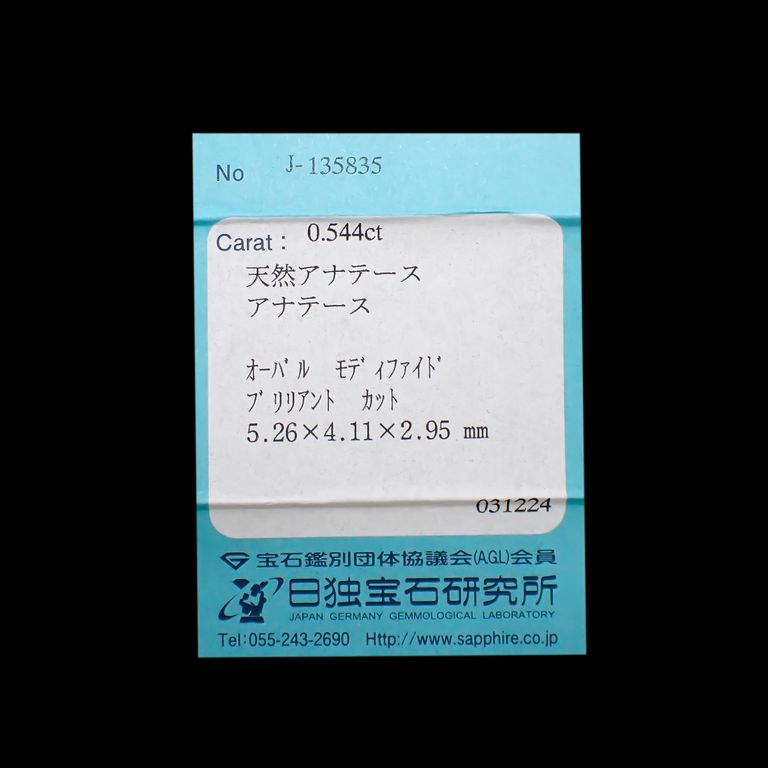 No J-135835
Carat : 0.544ct
天然アナテース
アナテース
ｵｰﾊﾞﾙ ﾓﾃﾞｨﾌｧｲﾄﾞ
ﾌﾞﾘﾘｱﾝﾄ ｶｯﾄ
5.26×4.11×2.95 mm
031224
宝石鑑別団体協議会(AGL)会員
日独宝石研究所
JAPAN GERMANY GEMMOLOGICAL LABORATORY
Tel:055-243-2690 Http://www.sapphire.co.jp